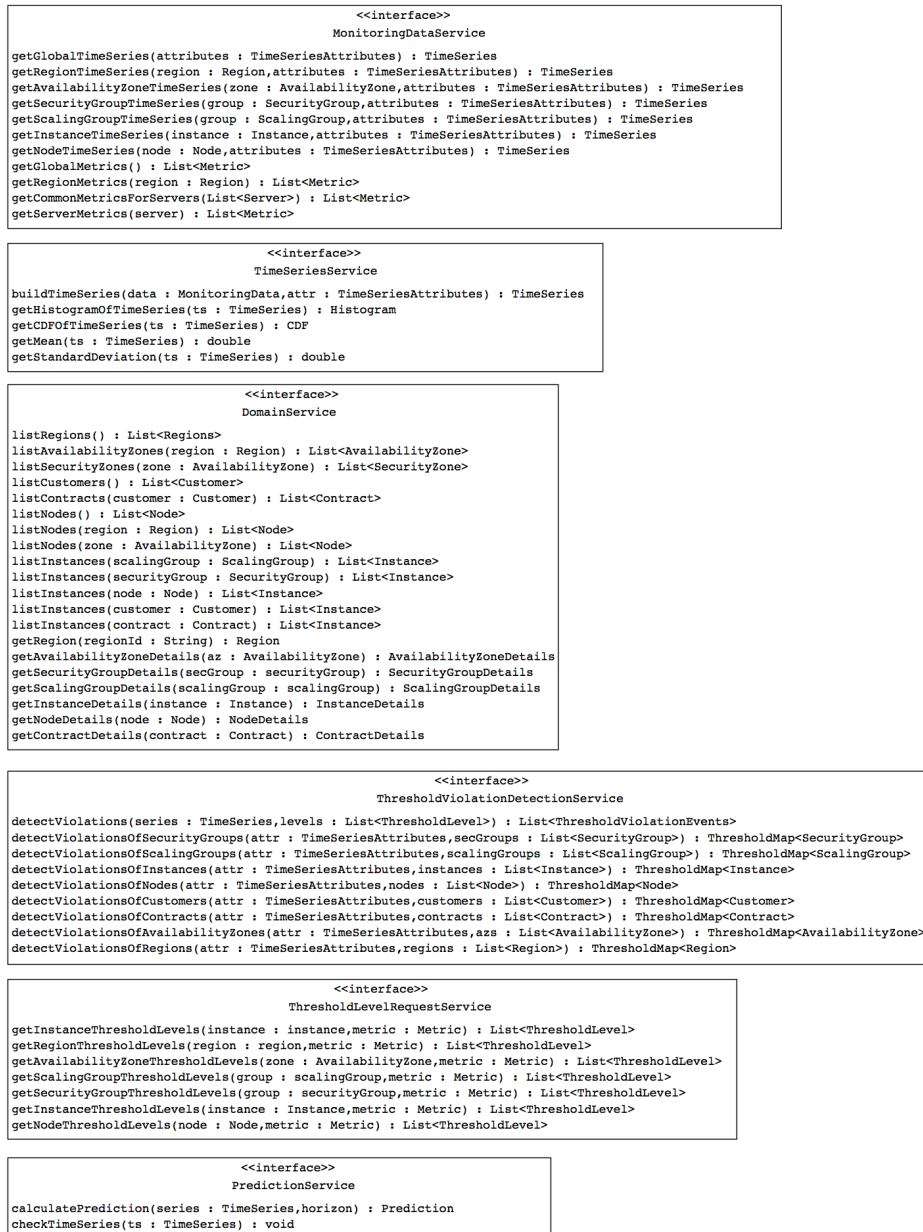 <<interface>>
MonitoringDataService
getGlobalTimeSeries(attributes : TimeSeriesAttributes) : TimeSeries
getRegionTimeSeries(region : Region,attributes : TimeSeriesAttributes) : TimeSeries
getAvailabilityZoneTimeSeries(zone : AvailabilityZone,attributes : TimeSeriesAttributes) : TimeSeries
getSecurityGroupTimeSeries(group : SecurityGroup,attributes : TimeSeriesAttributes) : TimeSeries
getScalingGroupTimeSeries(group : ScalingGroup,attributes : TimeSeriesAttributes) : TimeSeries
getInstanceTimeSeries(instance : Instance,attributes : TimeSeriesAttributes) : TimeSeries
getNodeTimeSeries(node : Node,attributes : TimeSeriesAttributes) : TimeSeries
getGlobalMetrics() : List<Metric>
getRegionMetrics(region : Region) : List<Metric>
getCommonMetricsForServers(List<Server>) : List<Metric>
getServerMetrics(server) : List<Metric>
<<interface>>
TimeSeriesService
buildTimeSeries(data : MonitoringData,attr : TimeSeriesAttributes) : TimeSeries
getHistogramOfTimeSeries(ts : TimeSeries) : Histogram
getCDFOfTimeSeries(ts : TimeSeries) : CDF
getMean(ts : TimeSeries) : double
getStandardDeviation(ts : TimeSeries) : double
<<interface>>
DomainService
listRegions() : List<Regions>
listAvailabilityZones(region : Region) : List<AvailabilityZone>
listSecurityZones(zone : AvailabilityZone) : List<SecurityZone>
listCustomers() : List<Customer>
listContracts(customer : Customer) : List<Contract>
listNodes() : List<Node>
listNodes(region : Region) : List<Node>
listNodes(zone : AvailabilityZone) : List<Node>
listInstances(scalingGroup : ScalingGroup) : List<Instance>
listInstances(securityGroup : SecurityGroup) : List<Instance>
listInstances(node : Node) : List<Instance>
listInstances(customer : Customer) : List<Instance>
listInstances(contract : Contract) : List<Instance>
getRegion(regionId : String) : Region
getAvailabilityZoneDetails(az : AvailabilityZone) : AvailabilityZoneDetails
getSecurityGroupDetails(secGroup : securityGroup) : SecurityGroupDetails
getScalingGroupDetails(scalingGroup : scalingGroup) : ScalingGroupDetails
getInstanceDetails(instance : Instance) : InstanceDetails
getNodeDetails(node : Node) : NodeDetails
getContractDetails(contract : Contract) : ContractDetails
<<interface>>
ThresholdViolationDetectionService
detectViolations(series : TimeSeries,levels : List<ThresholdLevel>) : List<ThresholdViolationEvents>
detectViolationsOfSecurityGroups(attr : TimeSeriesAttributes,secGroups : List<SecurityGroup>) : ThresholdMap<SecurityGroup>
detectViolationsOfScalingGroups(attr : TimeSeriesAttributes,scalingGroups : List<ScalingGroup>) : ThresholdMap<ScalingGroup>
detectViolationsOfInstances(attr : TimeSeriesAttributes,instances : List<Instance>) : ThresholdMap<Instance>
detectViolationsOfNodes(attr : TimeSeriesAttributes,nodes : List<Node>) : ThresholdMap<Node>
detectViolationsOfCustomers(attr : TimeSeriesAttributes,customers : List<Customer>) : ThresholdMap<Customer>
detectViolationsOfContracts(attr : TimeSeriesAttributes,contracts : List<Contract>) : ThresholdMap<Contract>
detectViolationsOfAvailabilityZones(attr : TimeSeriesAttributes,azs : List<AvailabilityZone>) : ThresholdMap<AvailabilityZone>
detectViolationsOfRegions(attr : TimeSeriesAttributes,regions : List<Region>) : ThresholdMap<Region>
<<interface>>
ThresholdLevelRequestService
getInstanceThresholdLevels(instance : instance,metric : Metric) : List<ThresholdLevel>
getRegionThresholdLevels(region : region,metric : Metric) : List<ThresholdLevel>
getAvailabilityZoneThresholdLevels(zone : AvailabilityZone,metric : Metric) : List<ThresholdLevel>
getScalingGroupThresholdLevels(group : scalingGroup,metric : Metric) : List<ThresholdLevel>
getSecurityGroupThresholdLevels(group : securityGroup,metric : Metric) : List<ThresholdLevel>
getInstanceThresholdLevels(instance : Instance,metric : Metric) : List<ThresholdLevel>
getNodeThresholdLevels(node : Node,metric : Metric) : List<ThresholdLevel>
<<interface>>
PredictionService
calculatePrediction(series : TimeSeries,horizon) : Prediction
checkTimeSeries(ts : TimeSeries) : void